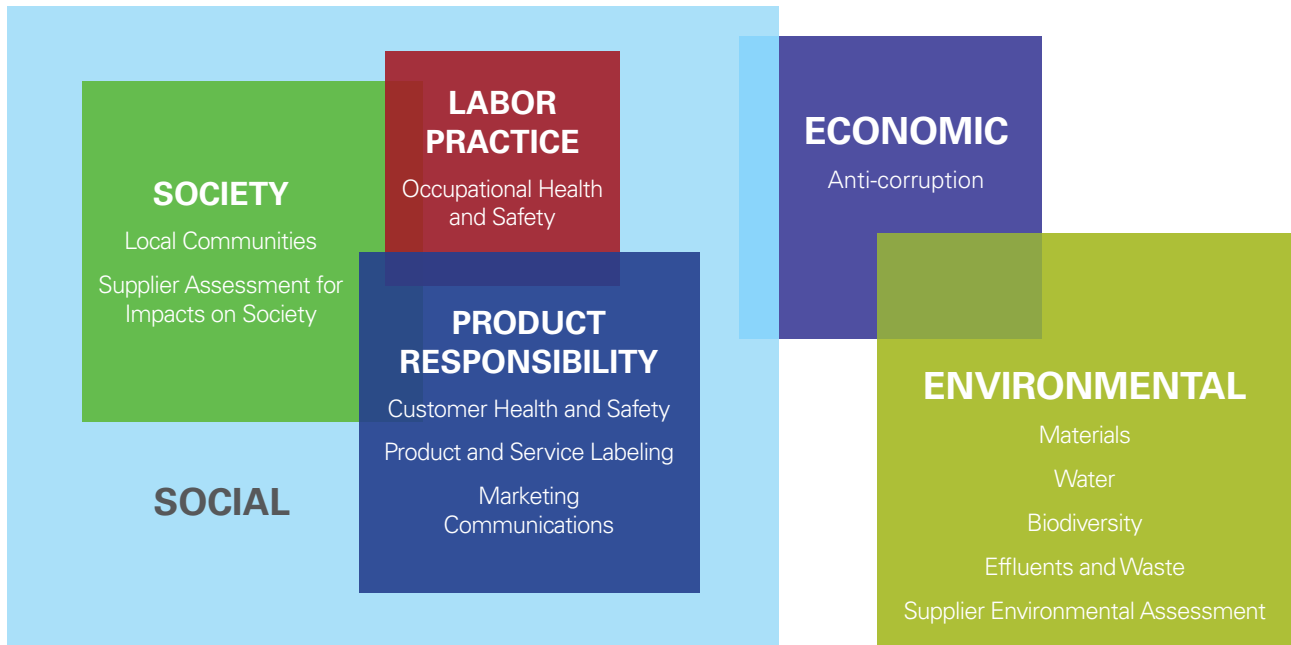 SOCIETY
Local Communities
Supplier Assessment for
Impacts on Society
LABOR
PRACTICE
Occupational Health
and Safety
PRODUCT
RESPONSIBILITY
Customer Health and Safety
Product and Service Labeling
Marketing
Communications
SOCIAL
ECONOMIC
Anti-corruption
ENVIRONMENTAL
Materials
Water
Biodiversity
Effluents and Waste
Supplier Environmental Assessment